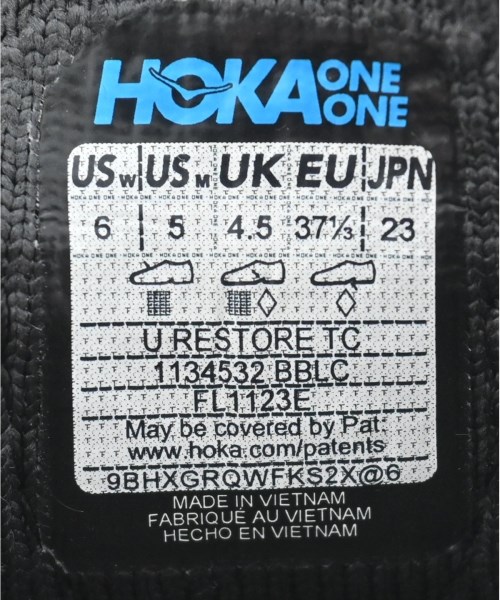 HOKA ONE ONE
US W US M UK EU JPN
6 5 4.5 37⅓ 23
U RESTORE TC
1134532 BBLC
FL1123E
May be covered by Pat:
www.hoka.com/patents
9BHXGRQWFKS2X@6
MADE IN VIETNAM
FABRIQUÉ AU VIETNAM
HECHO EN VIETNAM